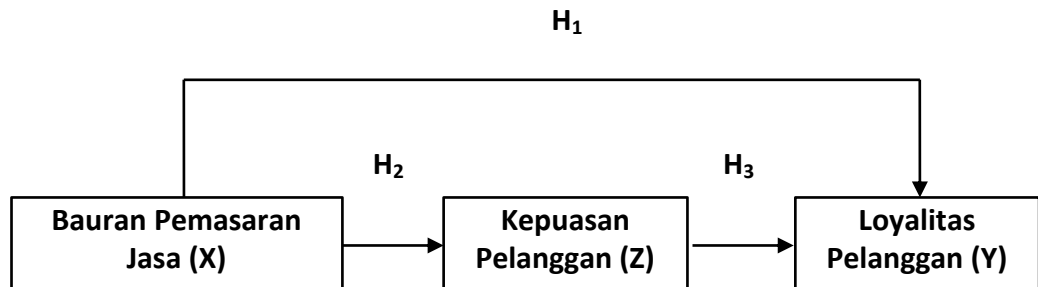 H₁
H₂
H₃
Bauran Pemasaran
Jasa (X)
Kepuasan
Pelanggan (Z)
Loyalitas
Pelanggan (Y)